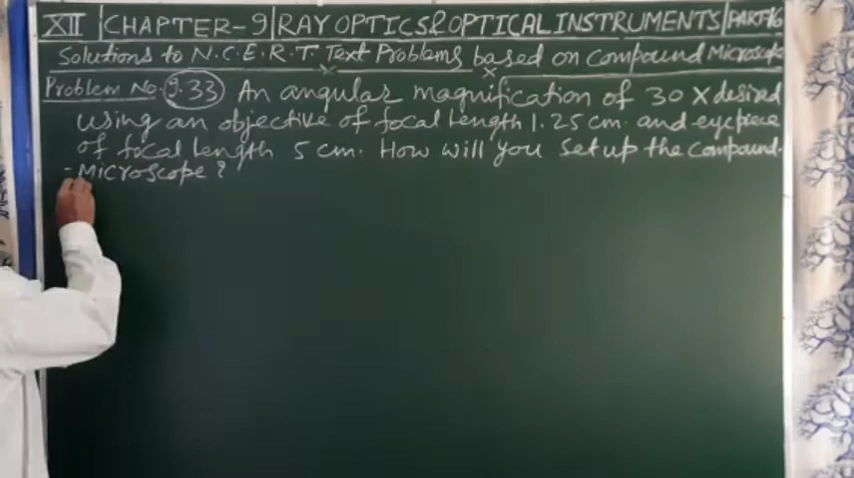 XII | CHAPTER-9 | RAY OPTICS & OPTICAL INSTRUMENTS | PART-16
Solutions to N.C.E.R.T. Text Problems based on Compound Microscope
Problem No. 9.33) An angular magnification of 30 X desired
using an objective of focal length 1.25 cm. and eyepiece
of focal length 5 cm. How will you set up the compound-
-Microscope ?